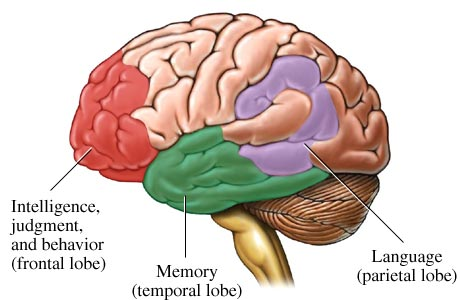 Intelligence,
judgment,
and behavior
(frontal lobe)
Memory
(temporal lobe)
Language
(parietal lobe)